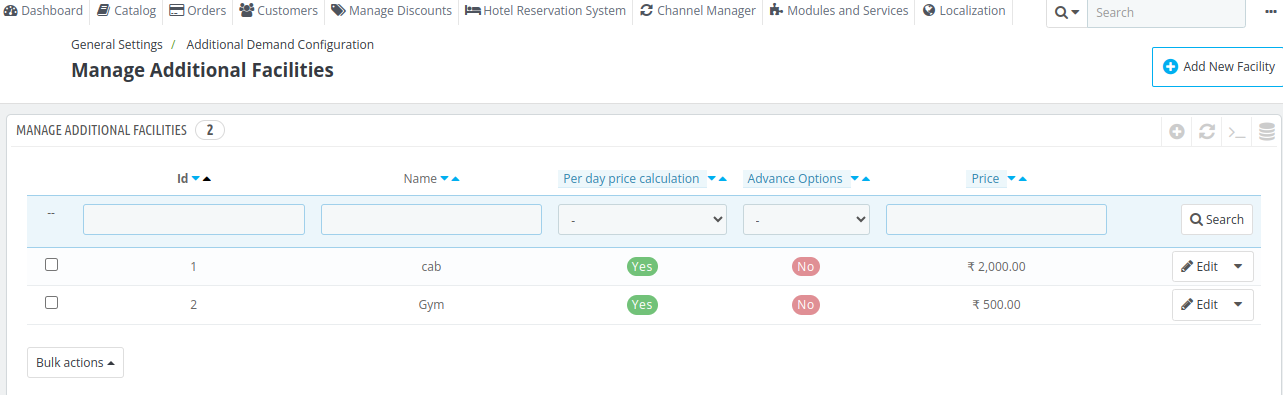 Dashboard Catalog Orders Customers Manage Discounts Hotel Reservation System Channel Manager Modules and Services Localization Search
General Settings / Additional Demand Configuration
Manage Additional Facilities
Add New Facility
MANAGE ADDITIONAL FACILITIES 2
Id Name Per day price calculation Advance Options Price
-- - - Search
1 cab Yes No ₹ 2,000.00 Edit
2 Gym Yes No ₹ 500.00 Edit
Bulk actions